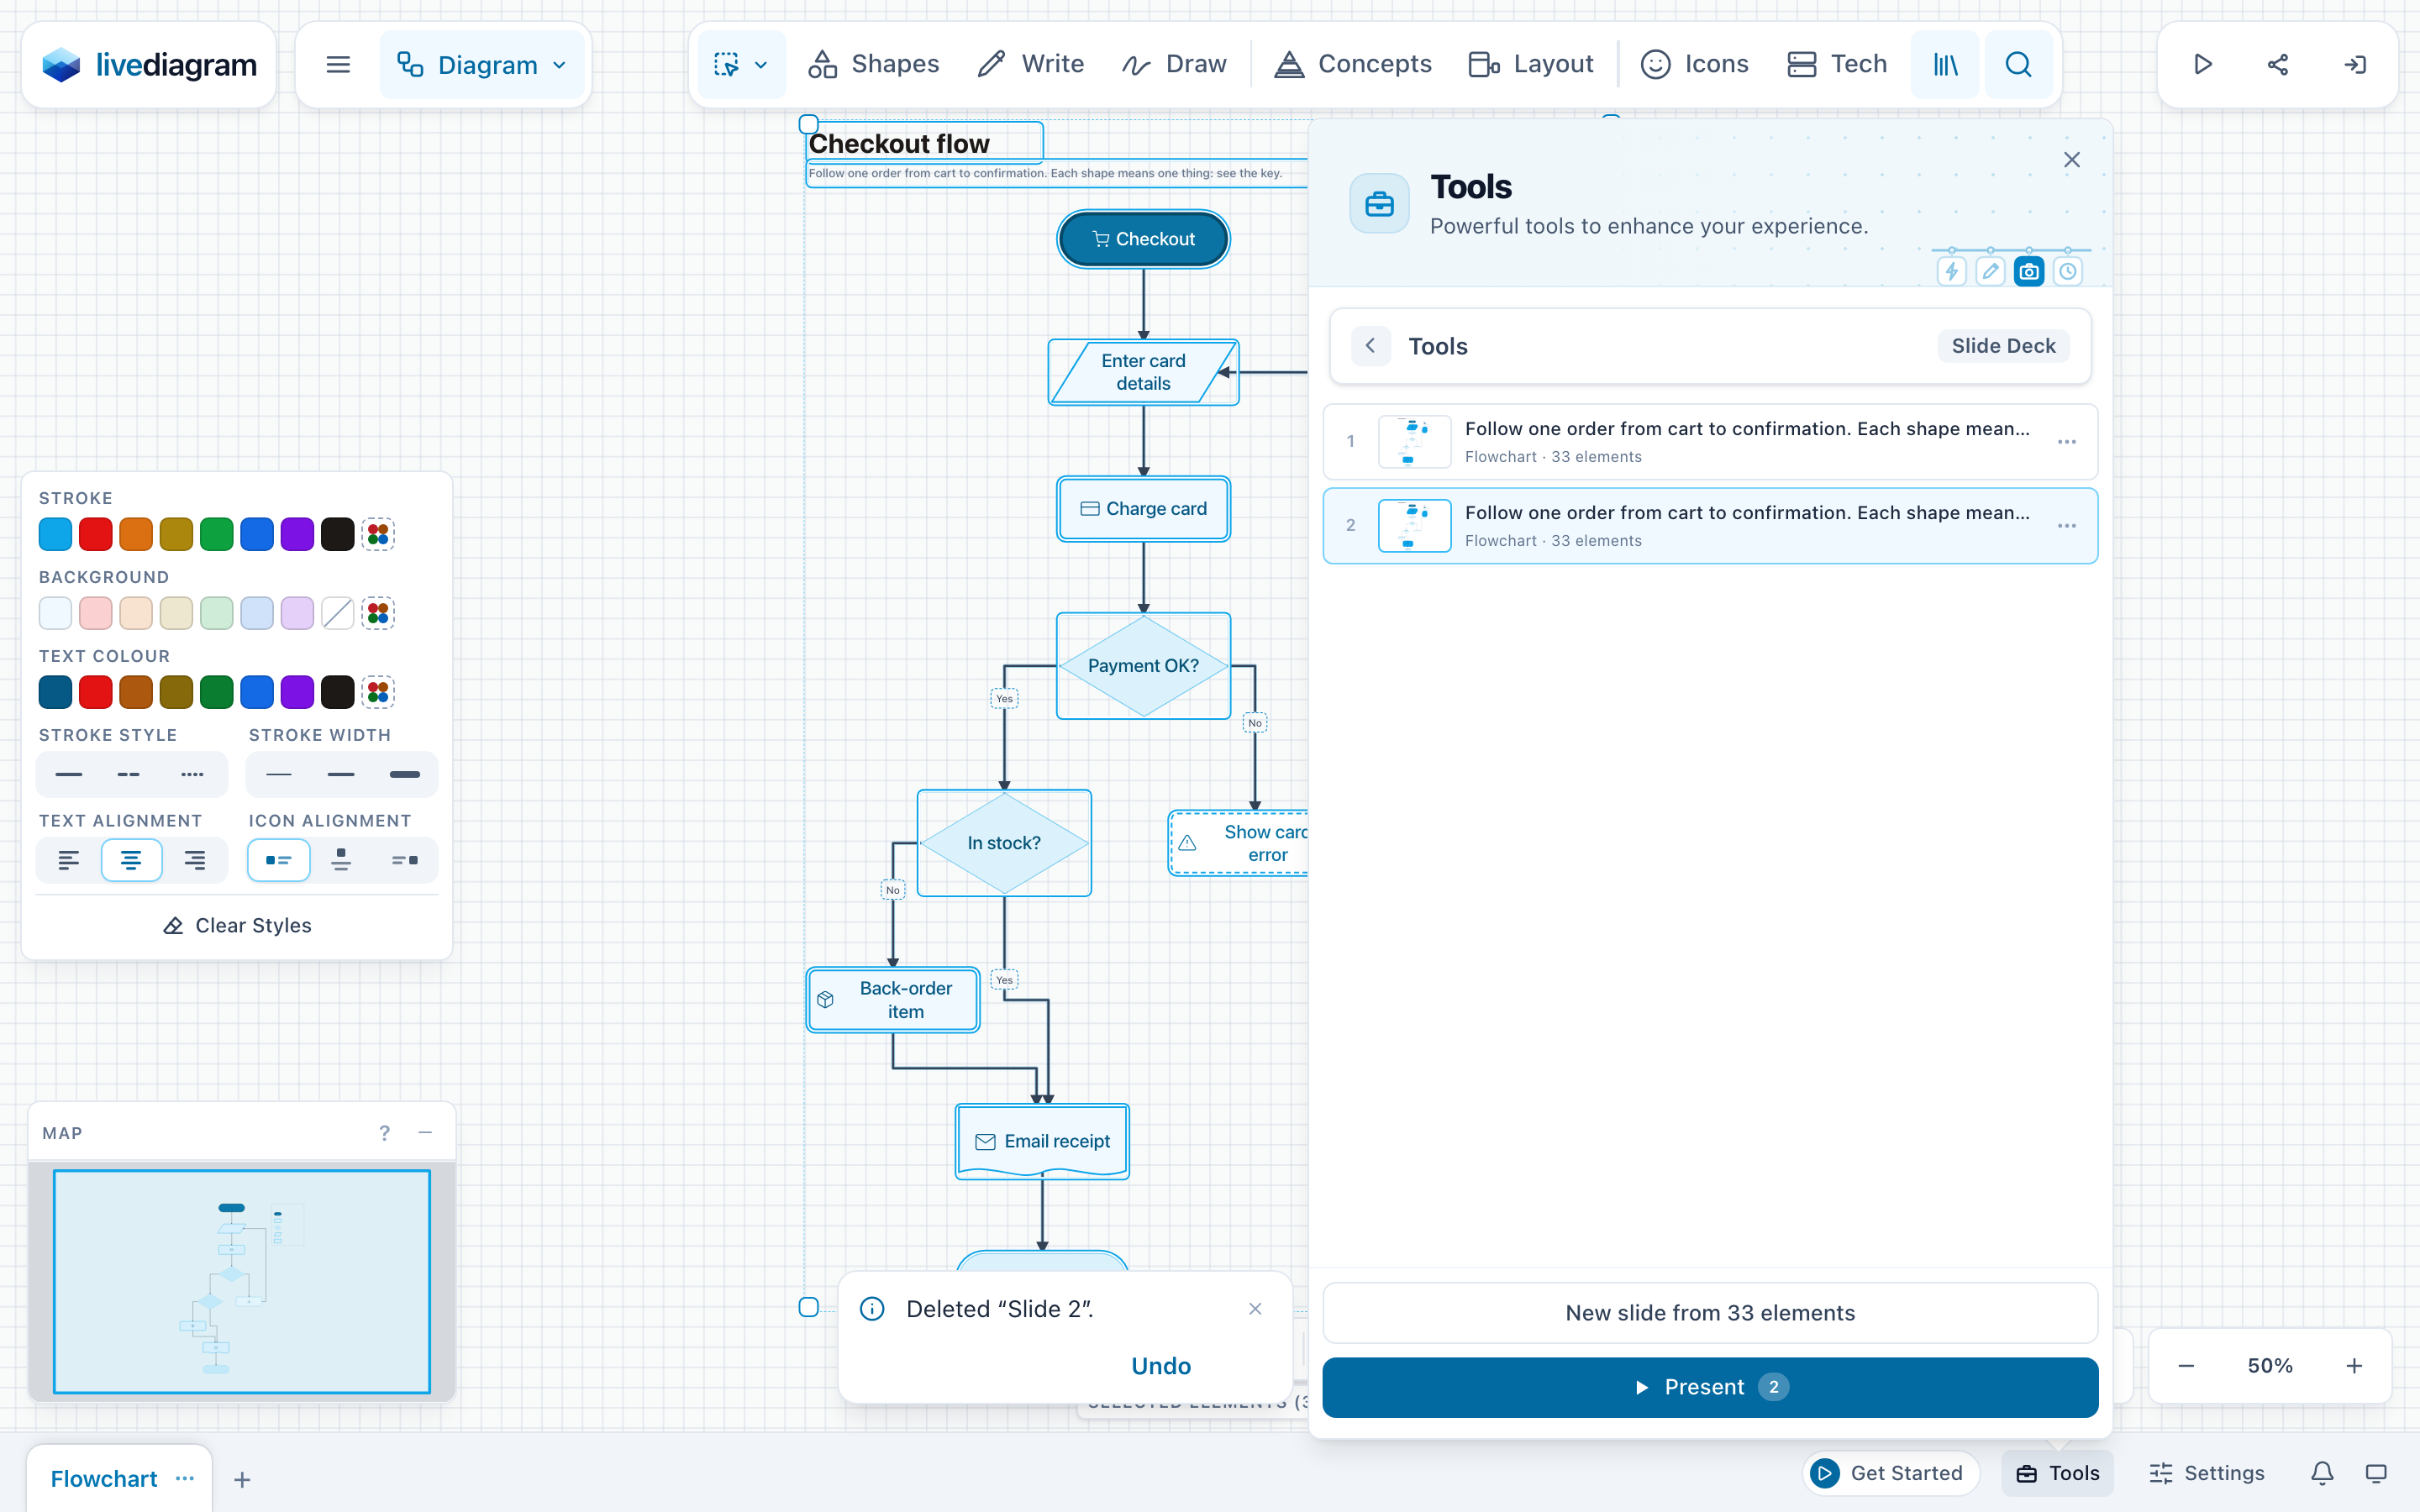 livediagram
Diagram
Shapes
Write
Draw
Concepts
Layout
Icons
Tech
Checkout flow
Follow one order from cart to confirmation. Each shape means one thing: see the key.
Checkout
Enter card
details
Charge card
Payment OK?
Yes
No
In stock?
Show card
error
No
Yes
Back-order
item
Email receipt
STROKE
BACKGROUND
TEXT COLOUR
STROKE STYLE
STROKE WIDTH
TEXT ALIGNMENT
ICON ALIGNMENT
Clear Styles
MAP
?
Tools
Powerful tools to enhance your experience.
Tools
Slide Deck
1
Follow one order from cart to confirmation. Each shape mean...
Flowchart · 33 elements
2
Follow one order from cart to confirmation. Each shape mean...
Flowchart · 33 elements
New slide from 33 elements
Present 2
Deleted “Slide 2”.
Undo
SELECTED ELEMENTS
50%
Flowchart
Get Started
Tools
Settings